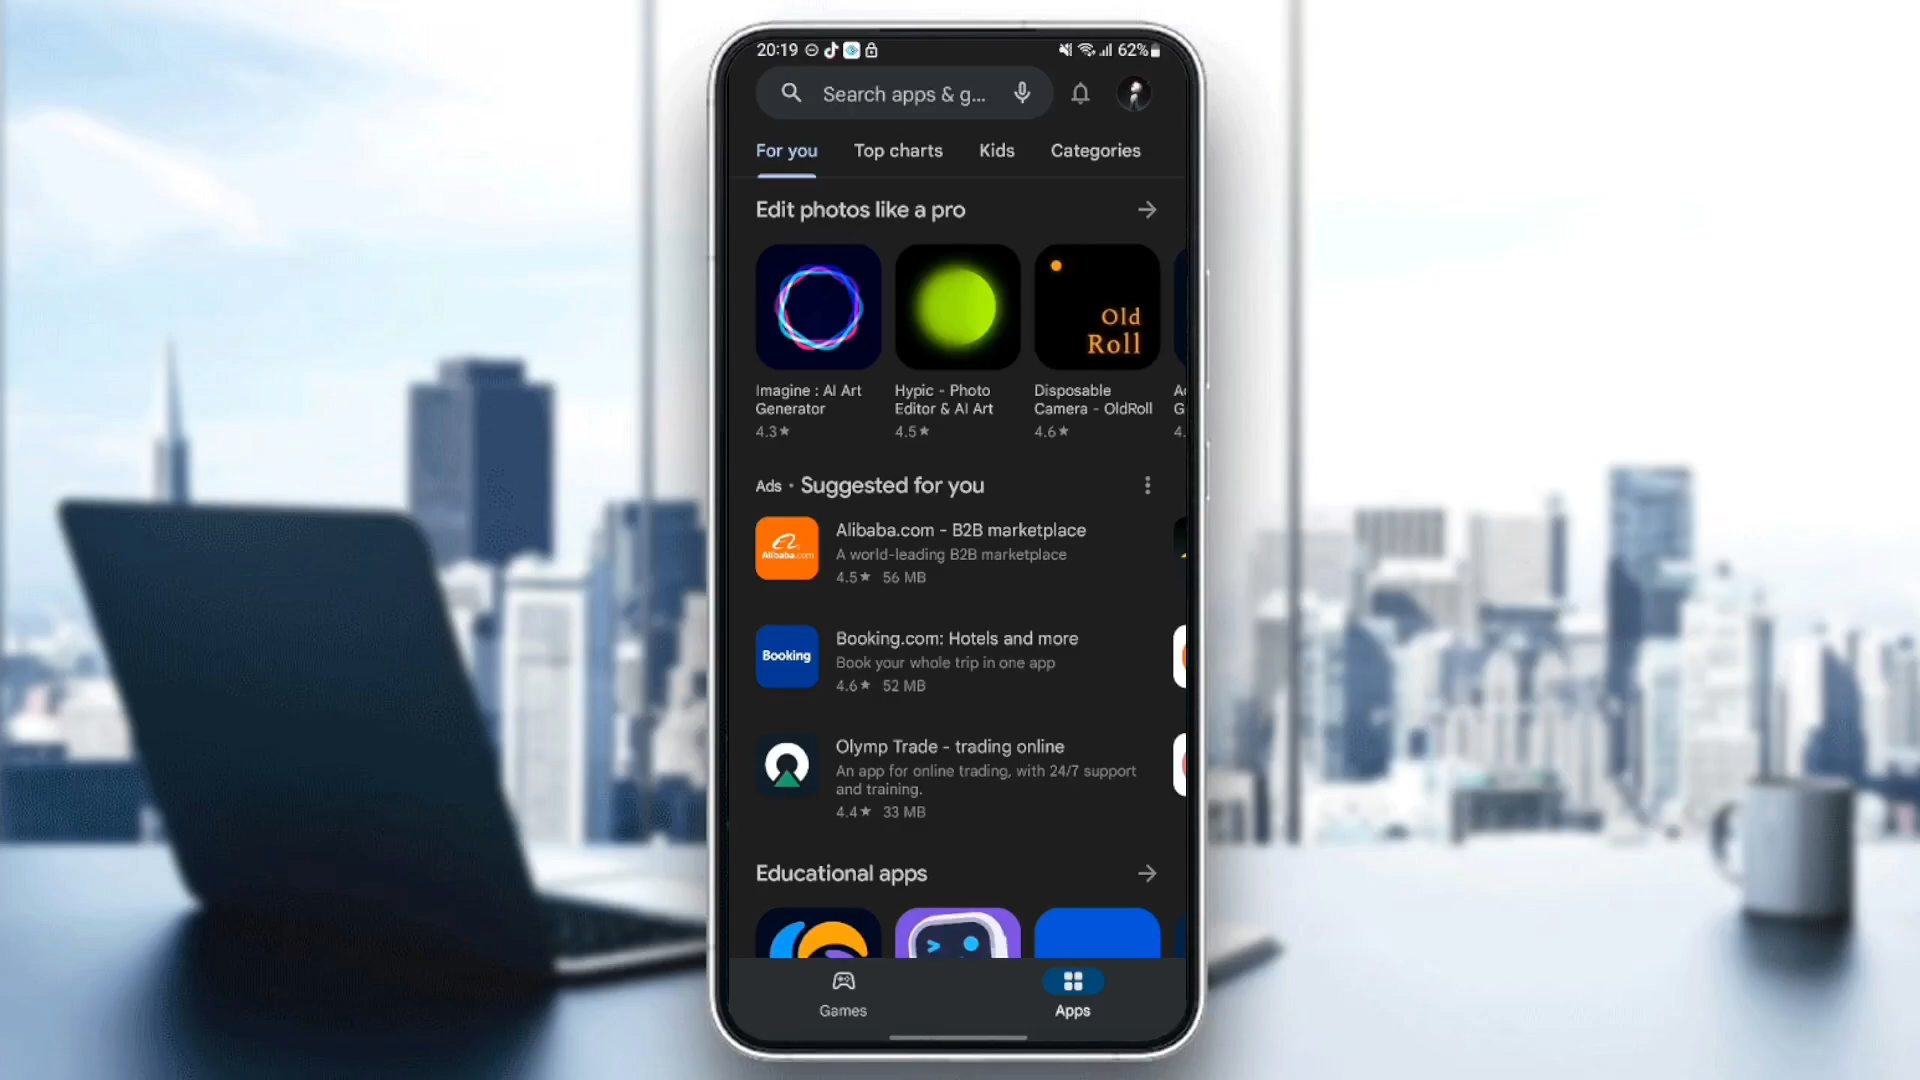 20:19 62%
Search apps & g...
For you Top charts Kids Categories
Edit photos like a pro
Old
Roll
Imagine : AI Art
Generator
4.3★
Hypic - Photo
Editor & AI Art
4.5★
Disposable
Camera - OldRoll
4.6★
A
G
4.
Ads · Suggested for you
Alibaba.com
Alibaba.com - B2B marketplace
A world-leading B2B marketplace
4.5★ 56 MB
Booking
Booking.com: Hotels and more
Book your whole trip in one app
4.6★ 52 MB
Olymp Trade - trading online
An app for online trading, with 24/7 support
and training.
4.4★ 33 MB
Educational apps
Games Apps